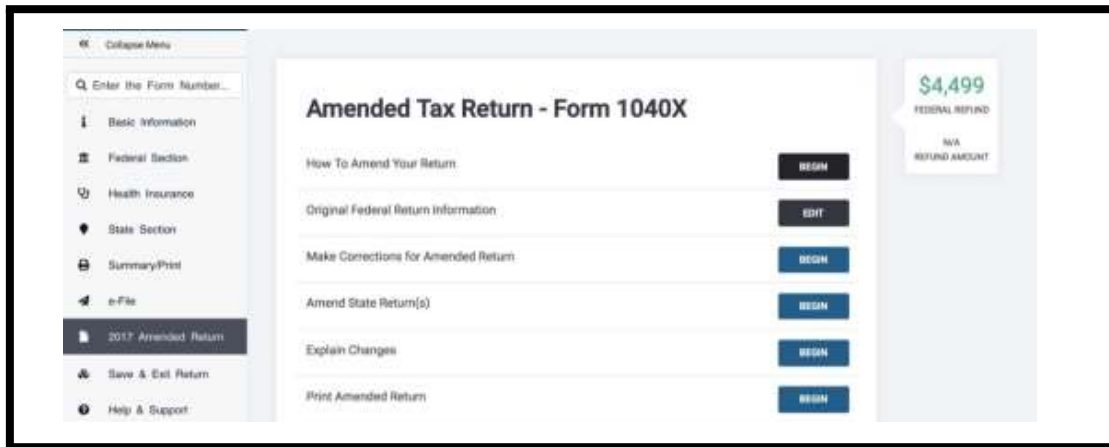 Collapse Menu
Enter the Form Number...
Basic Information
Federal Section
Health Insurance
State Section
Summary/Print
e-File
2017 Amended Return
Save & Exit Return
Help & Support
Amended Tax Return - Form 1040X
How To Amend Your Return BEGIN
Original Federal Return Information EDIT
Make Corrections for Amended Return BEGIN
Amend State Return(s) BEGIN
Explain Changes BEGIN
Print Amended Return BEGIN
$4,499
FEDERAL REFUND
N/A
REFUND AMOUNT